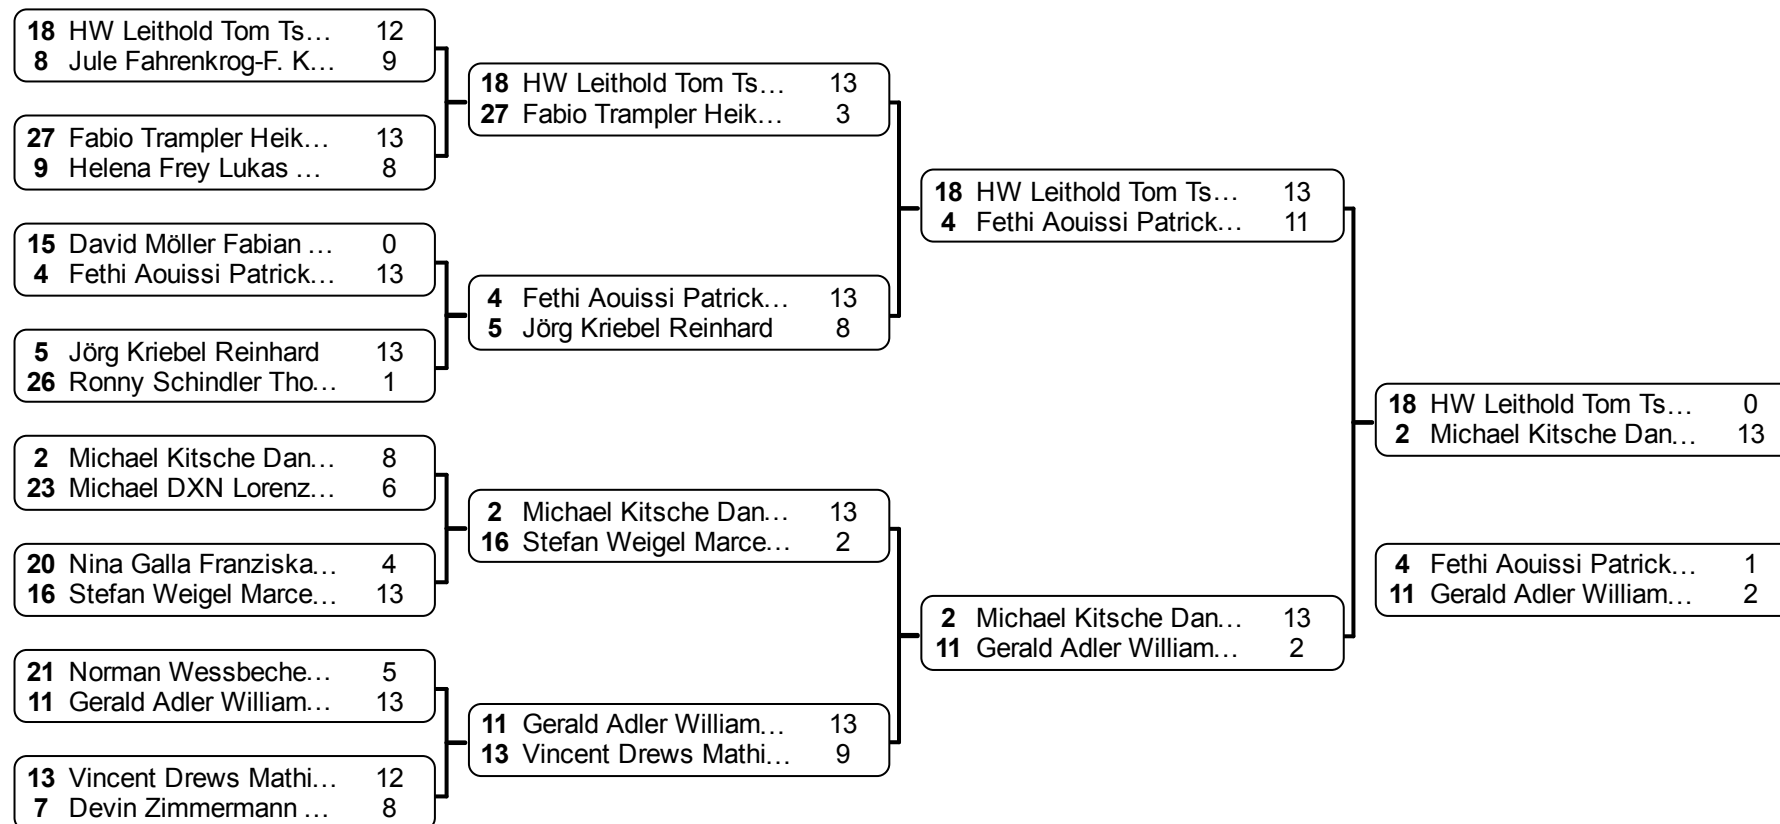 18 HW Leithold Tom Ts… 12
8 Jule Fahrenkrog-F. K… 9
27 Fabio Trampler Heik… 13
9 Helena Frey Lukas … 8
15 David Möller Fabian … 0
4 Fethi Aouissi Patrick… 13
5 Jörg Kriebel Reinhard 13
26 Ronny Schindler Tho… 1
2 Michael Kitsche Dan… 8
23 Michael DXN Lorenz… 6
20 Nina Galla Franziska… 4
16 Stefan Weigel Marce… 13
21 Norman Wessbeche… 5
11 Gerald Adler William… 13
13 Vincent Drews Mathi… 12
7 Devin Zimmermann … 8
18 HW Leithold Tom Ts… 13
27 Fabio Trampler Heik… 3
4 Fethi Aouissi Patrick… 13
5 Jörg Kriebel Reinhard 8
2 Michael Kitsche Dan… 13
16 Stefan Weigel Marce… 2
11 Gerald Adler William… 13
13 Vincent Drews Mathi… 9
18 HW Leithold Tom Ts… 13
4 Fethi Aouissi Patrick… 11
2 Michael Kitsche Dan… 13
11 Gerald Adler William… 2
18 HW Leithold Tom Ts… 0
2 Michael Kitsche Dan… 13
4 Fethi Aouissi Patrick… 1
11 Gerald Adler William… 2